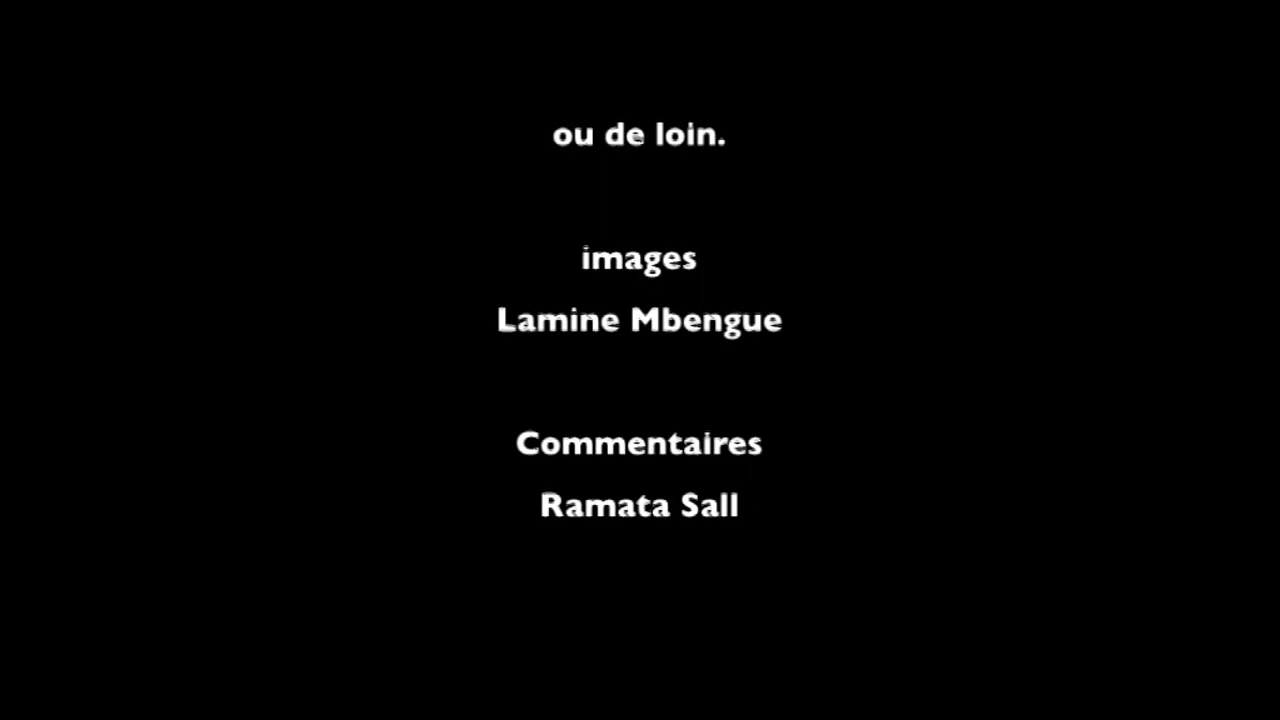 ou de loin.
images
Lamine Mbengue
Commentaires
Ramata Sall